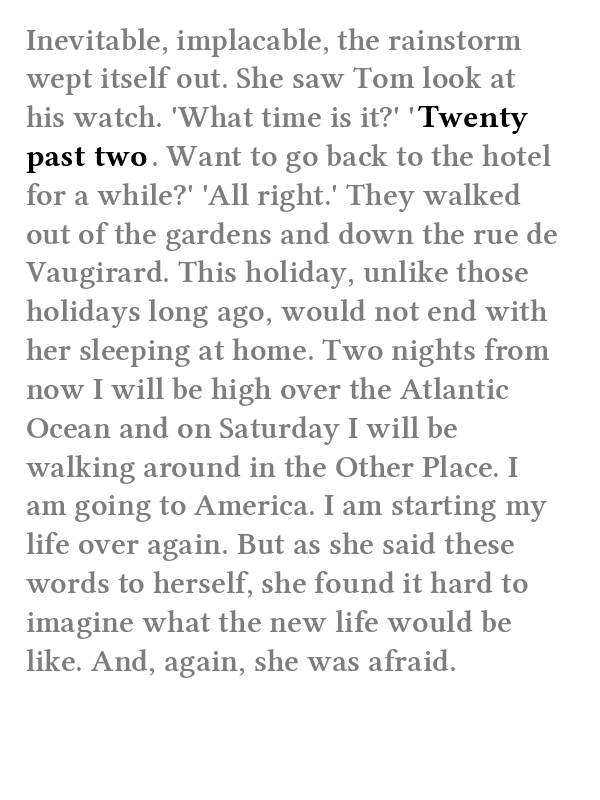 Inevitable, implacable, the rainstorm
wept itself out. She saw Tom look at
his watch. 'What time is it?' 'Twenty
past two. Want to go back to the hotel
for a while?' 'All right.' They walked
out of the gardens and down the rue de
Vaugirard. This holiday, unlike those
holidays long ago, would not end with
her sleeping at home. Two nights from
now I will be high over the Atlantic
Ocean and on Saturday I will be
walking around in the Other Place. I
am going to America. I am starting my
life over again. But as she said these
words to herself, she found it hard to
imagine what the new life would be
like. And, again, she was afraid.